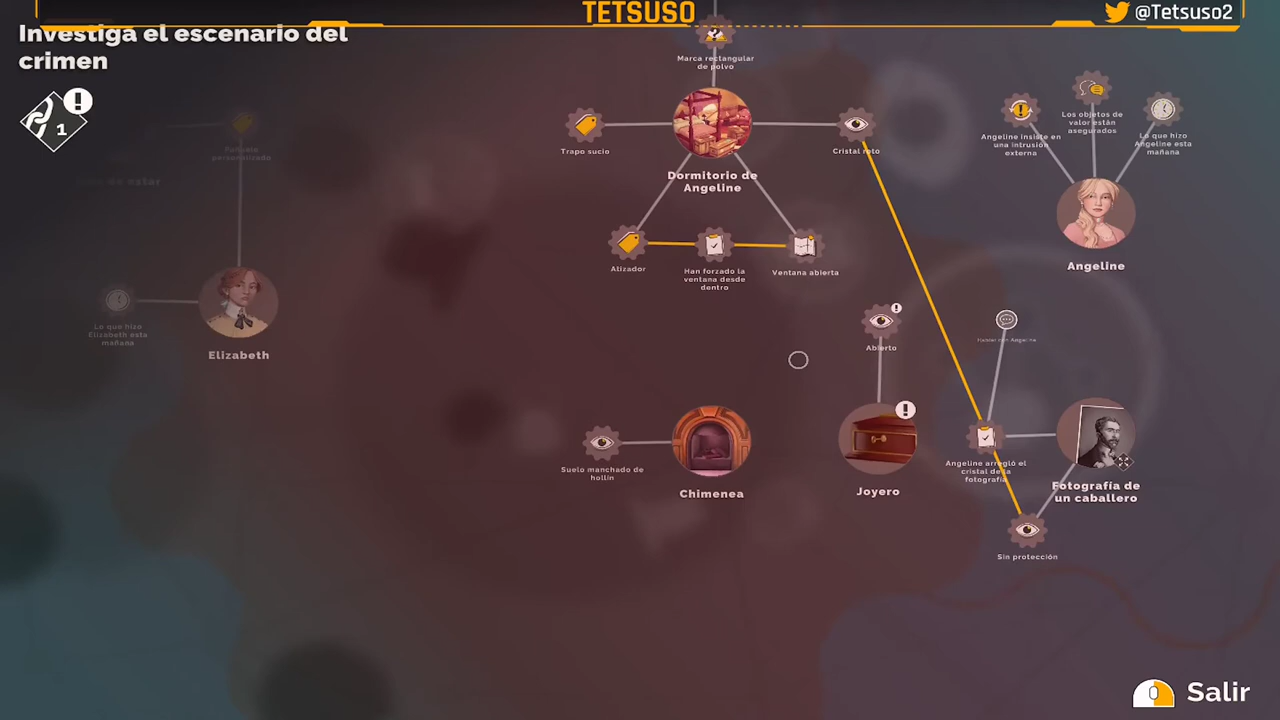 TETSUSO
@Tetsuso2
Investiga el escenario del
crimen
1
Marca rectangular
de polvo
Trapo sucio
Cristal roto
Dormitorio de
Angeline
Angeline insiste en
una intrusión
externa
Los objetos de
valor están
asegurados
Lo que hizo
Angeline esta
mañana
Angeline
Pañuelo
personalizado
Atizador
Han forzado la
ventana desde
dentro
Ventana abierta
Lo que hizo
Elizabeth esta
mañana
Elizabeth
Abierto
Suelo manchado de
hollín
Chimenea
Joyero
Angeline arregló el
cristal de la
fotografía
Fotografía de
un caballero
Sin protección
Salir